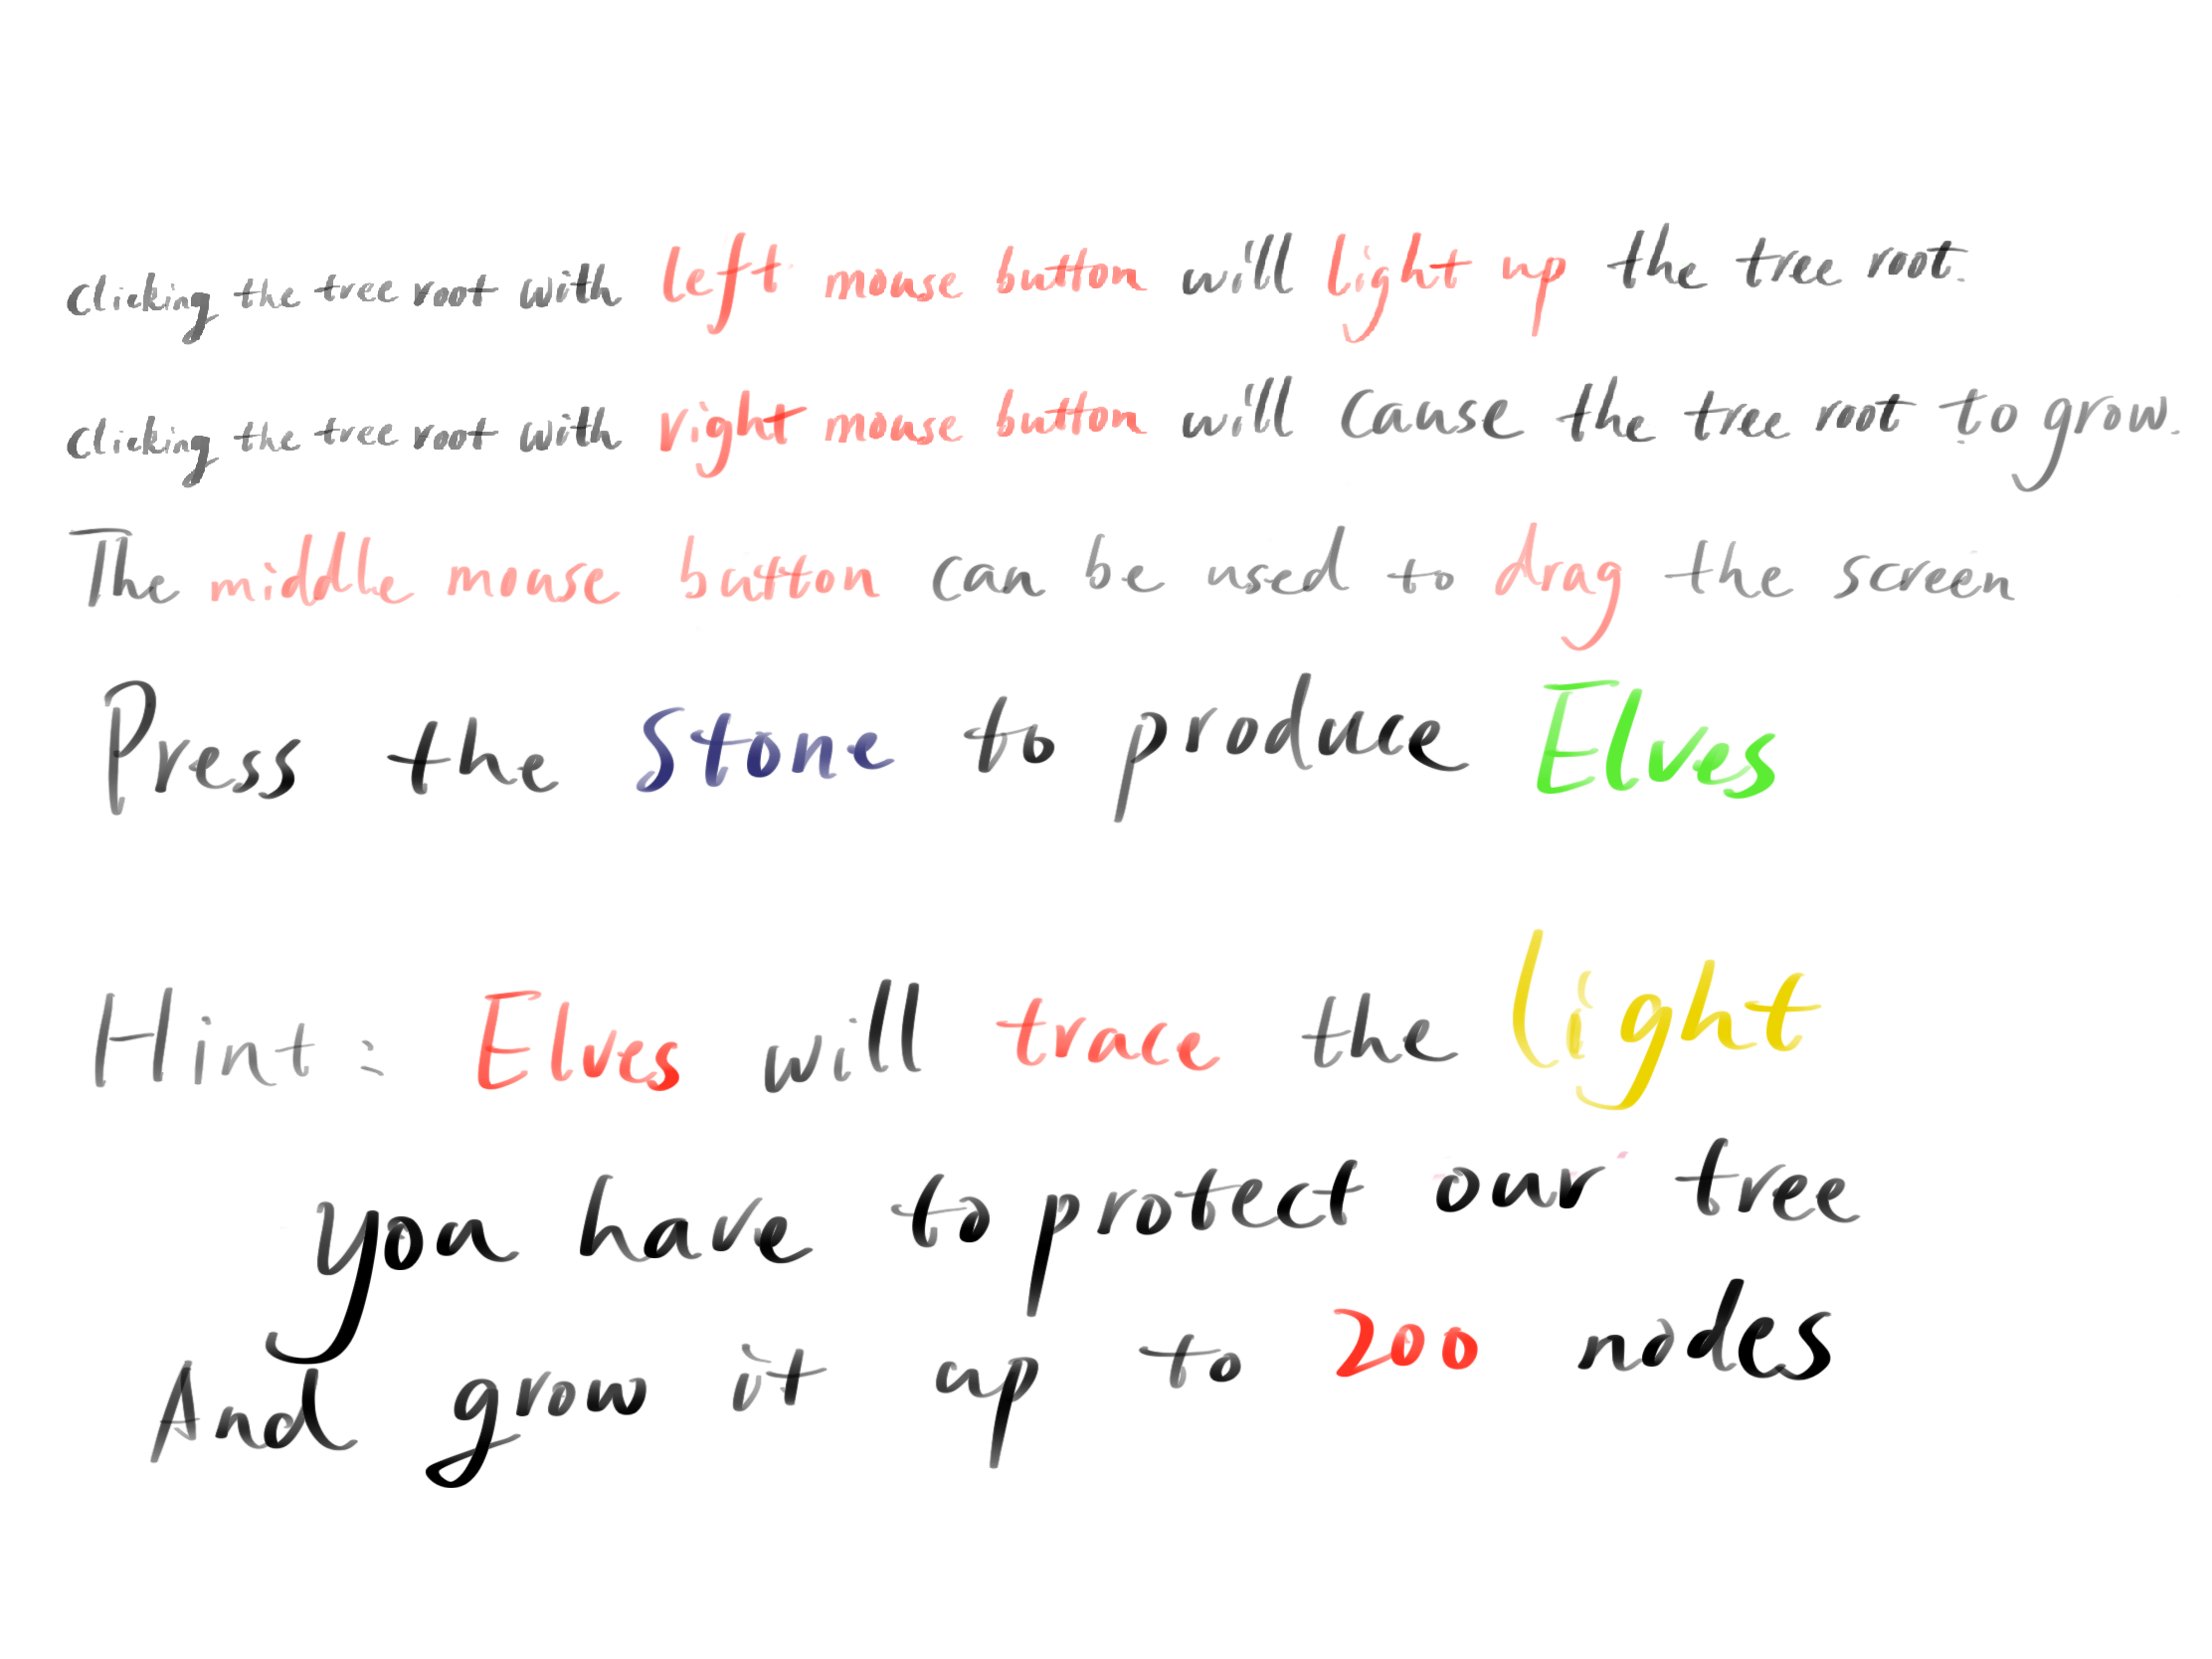 clicking the tree root with left mouse button will light up the tree root.
clicking the tree root with right mouse button will cause the tree root to grow.
The middle mouse button can be used to drag the screen
Press the stone to produce Elves
Hint: Elves will trace the light
you have to protect our tree
And grow it up to 200 nodes